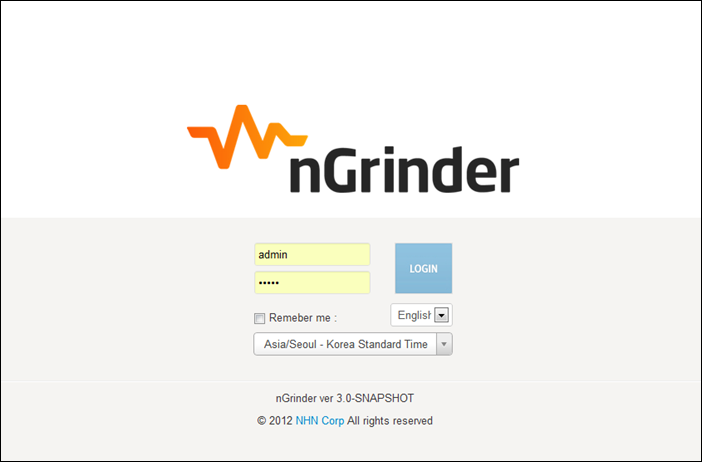 nGrinder
admin
•••••
LOGIN
Remeber me :
English
Asia/Seoul - Korea Standard Time
nGrinder ver 3.0-SNAPSHOT
© 2012 NHN Corp All rights reserved